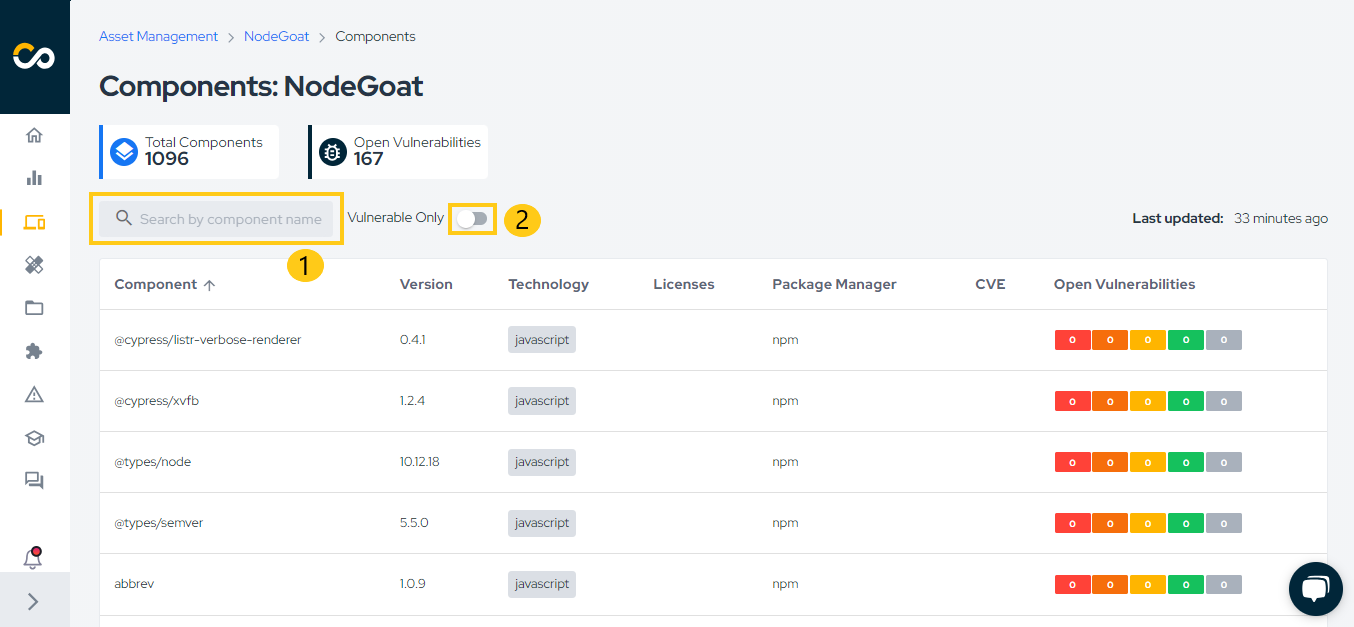 Asset Management > NodeGoat > Components
Components: NodeGoat
Total Components
1096
Open Vulnerabilities
167
Search by component name
Vulnerable Only
2
Last updated: 33 minutes ago
1
Component Version Technology Licenses Package Manager CVE Open Vulnerabilities
@cypress/listr-verbose-renderer 0.4.1 javascript npm 0 0 0 0 0
@cypress/xvfb 1.2.4 javascript npm 0 0 0 0 0
@types/node 10.12.18 javascript npm 0 0 0 0 0
@types/semver 5.5.0 javascript npm 0 0 0 0 0
abbrev 1.0.9 javascript npm 0 0 0 0 0